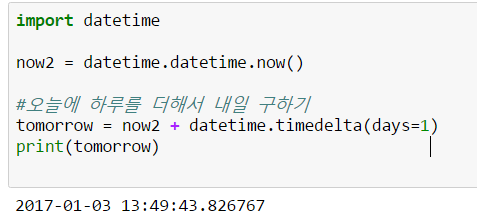 import datetime
now2 = datetime.datetime.now()
#오늘에 하루를 더해서 내일 구하기
tomorrow = now2 + datetime.timedelta(days=1)
print(tomorrow)
2017-01-03 13:49:43.826767